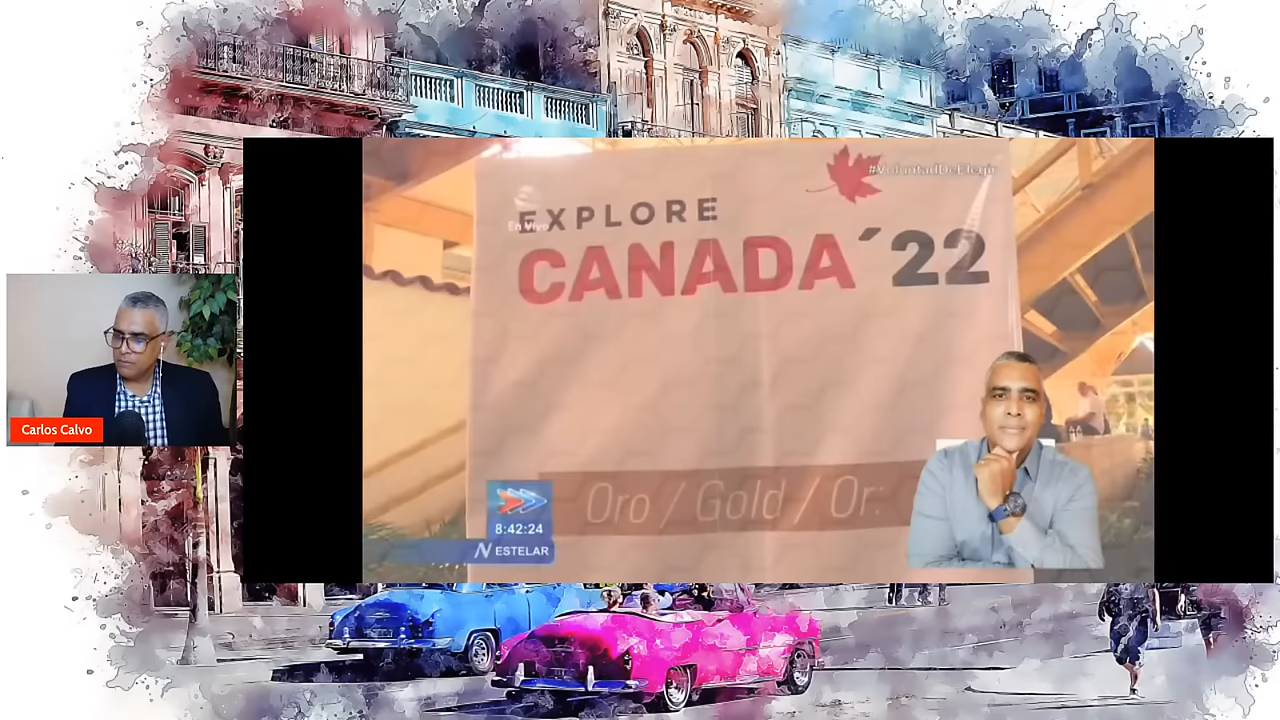 #VoluntadDeElegir
En Vivo
EXPLORE
CANADA´22
Oro / Gold / Or.
8:42:24
N ESTELAR
Carlos Calvo